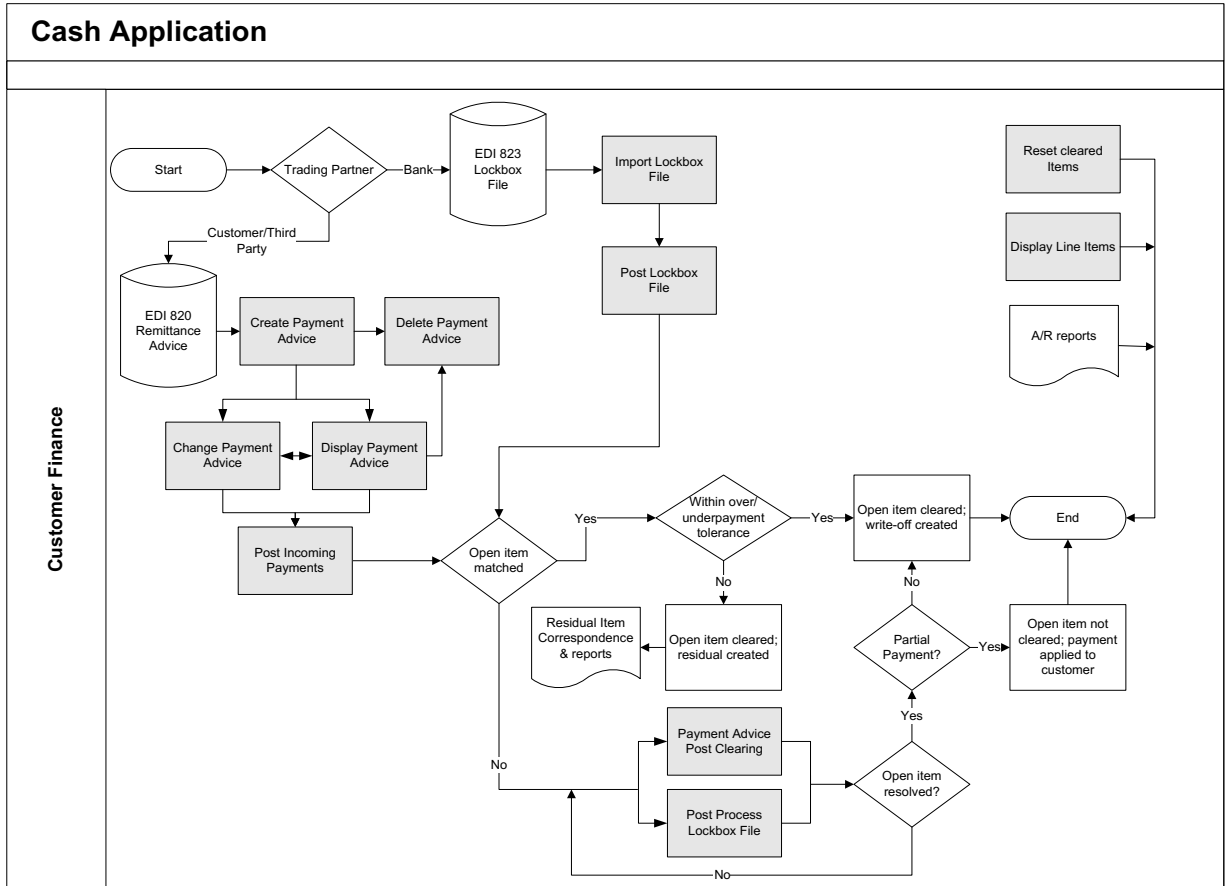 Cash Application
Customer Finance
Start
Trading Partner
Bank
EDI 823
Lockbox
File
Import Lockbox
File
Reset cleared
Items
Customer/Third
Party
Display Line Items
Post Lockbox
File
EDI 820
Remittance
Advice
Create Payment
Advice
Delete Payment
Advice
A/R reports
Change Payment
Advice
Display Payment
Advice
Post Incoming
Payments
Open item
matched
Yes
Within over/
underpayment
tolerance
Yes
Open item cleared;
write-off created
End
No
No
Residual Item
Correspondence
& reports
Open item cleared;
residual created
Partial
Payment?
Yes
Open item not
cleared; payment
applied to
customer
Yes
No
Payment Advice
Post Clearing
Open item
resolved?
Post Process
Lockbox File
No